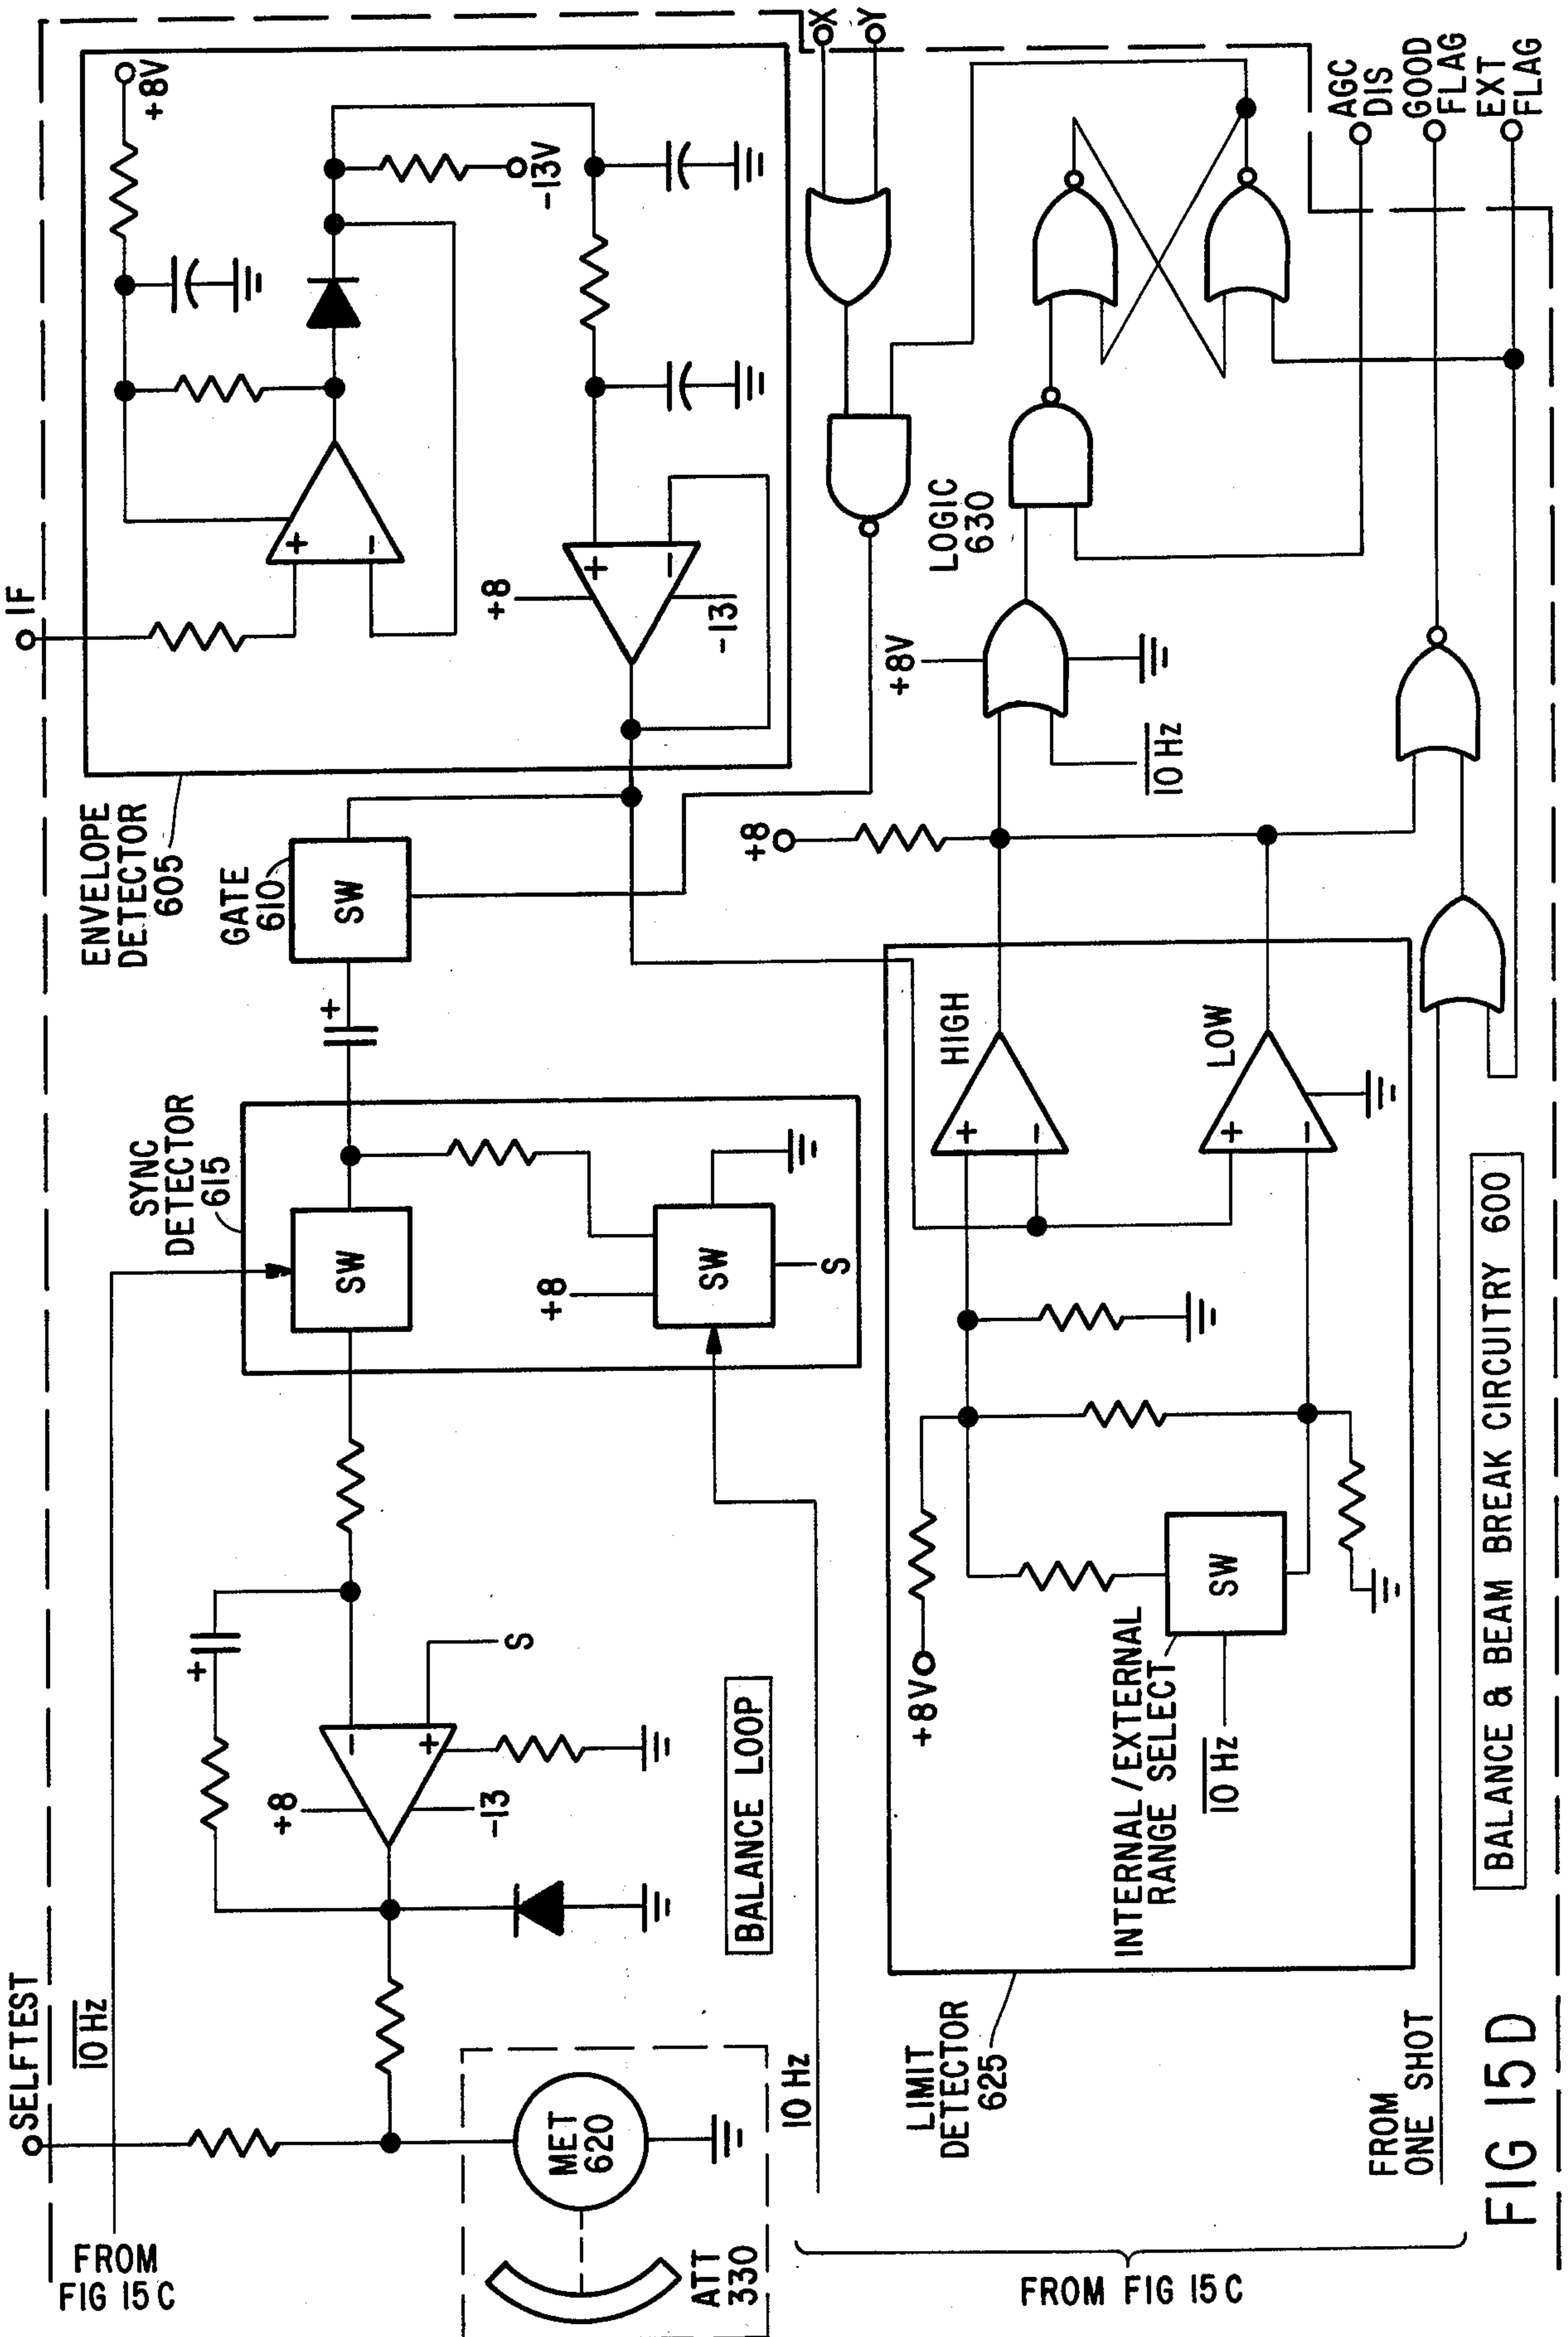 SELFTEST
IF
FROM
FIG 15C
10 Hz
ENVELOPE
DETECTOR
605
+8V
-13V
+
-
+8
+
-
-13
GATE
610
SW
+
SYNC
DETECTOR
615
SW
+8
SW
S
+
-
+
S
+8
-13
BALANCE LOOP
MET
620
ATT
330
10 Hz
X
Y
LOGIC
630
+8V
10 Hz
+8
AGC
DIS
GOOD
FLAG
EXT
FLAG
LIMIT
DETECTOR
625
HIGH
+
-
LOW
+
-
+8V
INTERNAL/EXTERNAL
RANGE SELECT
SW
10 Hz
FROM
ONE SHOT
FROM FIG 15C
BALANCE & BEAM BREAK CIRCUITRY 600
FIG 15D